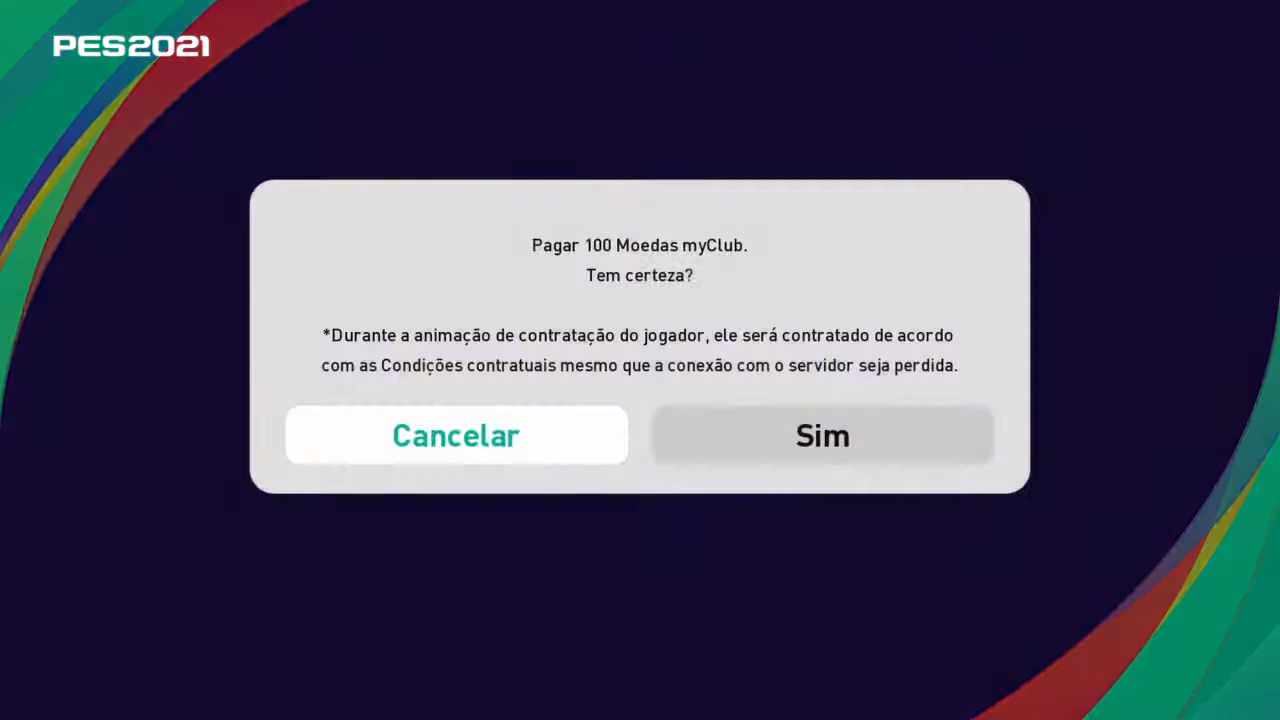 PES2021
Pagar 100 Moedas myClub.
Tem certeza?
*Durante a animação de contratação do jogador, ele será contratado de acordo
com as Condições contratuais mesmo que a conexão com o servidor seja perdida.
Cancelar
Sim